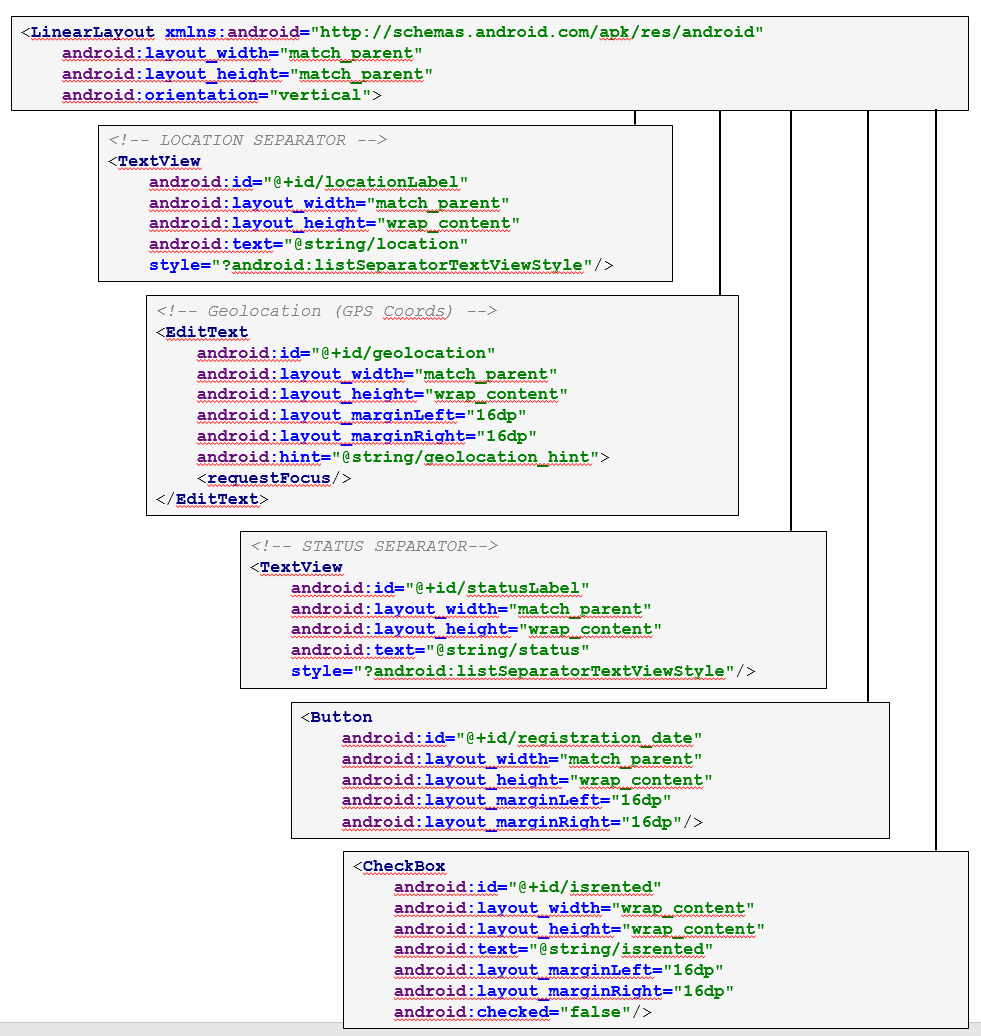 <LinearLayout xmlns:android="http://schemas.android.com/apk/res/android"
android:layout_width="match_parent"
android:layout_height="match_parent"
android:orientation="vertical">
<!-- LOCATION SEPARATOR -->
<TextView
android:id="@+id/locationLabel"
android:layout_width="match_parent"
android:layout_height="wrap_content"
android:text="@string/location"
style="?android:listSeparatorTextViewStyle"/>
<!-- Geolocation (GPS Coords) -->
<EditText
android:id="@+id/geolocation"
android:layout_width="match_parent"
android:layout_height="wrap_content"
android:layout_marginLeft="16dp"
android:layout_marginRight="16dp"
android:hint="@string/geolocation_hint">
<requestFocus/>
</EditText>
<!-- STATUS SEPARATOR-->
<TextView
android:id="@+id/statusLabel"
android:layout_width="match_parent"
android:layout_height="wrap_content"
android:text="@string/status"
style="?android:listSeparatorTextViewStyle"/>
<Button
android:id="@+id/registration_date"
android:layout_width="match_parent"
android:layout_height="wrap_content"
android:layout_marginLeft="16dp"
android:layout_marginRight="16dp"/>
<CheckBox
android:id="@+id/isrented"
android:layout_width="wrap_content"
android:layout_height="wrap_content"
android:text="@string/isrented"
android:layout_marginLeft="16dp"
android:layout_marginRight="16dp"
android:checked="false"/>